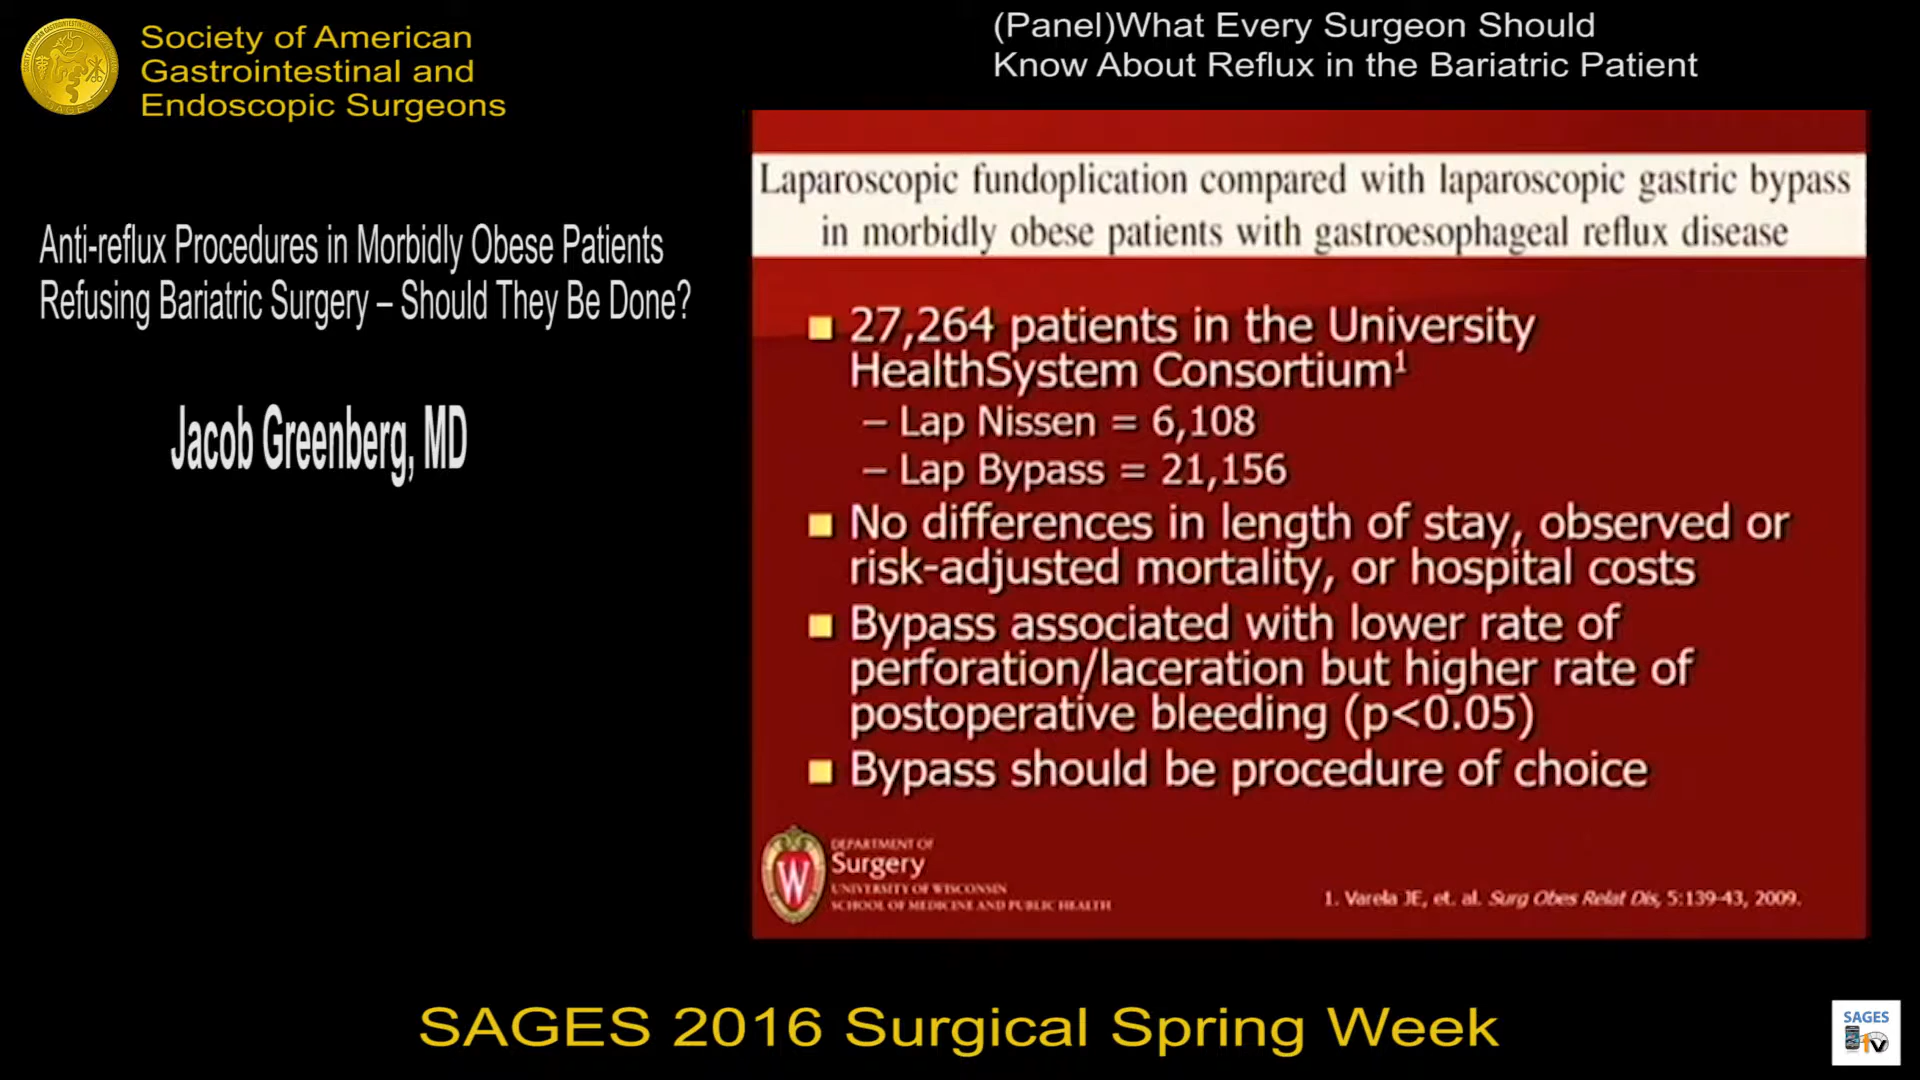 Society of American
Gastrointestinal and
Endoscopic Surgeons
(Panel)What Every Surgeon Should
Know About Reflux in the Bariatric Patient
Anti-reflux Procedures in Morbidly Obese Patients
Refusing Bariatric Surgery – Should They Be Done?
Jacob Greenberg, MD
Laparoscopic fundoplication compared with laparoscopic gastric bypass
in morbidly obese patients with gastroesophageal reflux disease
27,264 patients in the University
HealthSystem Consortium¹
– Lap Nissen = 6,108
– Lap Bypass = 21,156
No differences in length of stay, observed or
risk-adjusted mortality, or hospital costs
Bypass associated with lower rate of
perforation/laceration but higher rate of
postoperative bleeding (p<0.05)
Bypass should be procedure of choice
W
DEPARTMENT OF
Surgery
UNIVERSITY OF WISCONSIN
SCHOOL OF MEDICINE AND PUBLIC HEALTH
1. Varela JE, et. al. Surg Obes Relat Dis, 5:139-43, 2009.
SAGES 2016 Surgical Spring Week
SAGES
TV